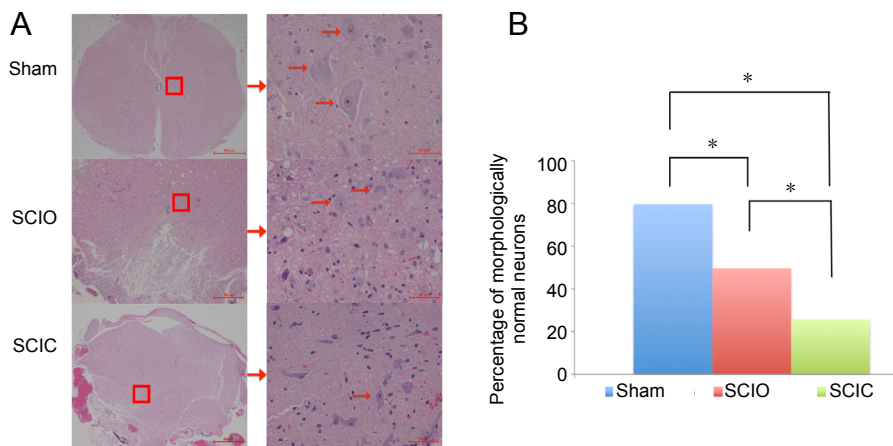 A
Sham
SCIO
SCIC
B
*
*
*
Percentage of morphologically
normal neurons
100
80
60
40
20
0
Sham
SCIO
SCIC